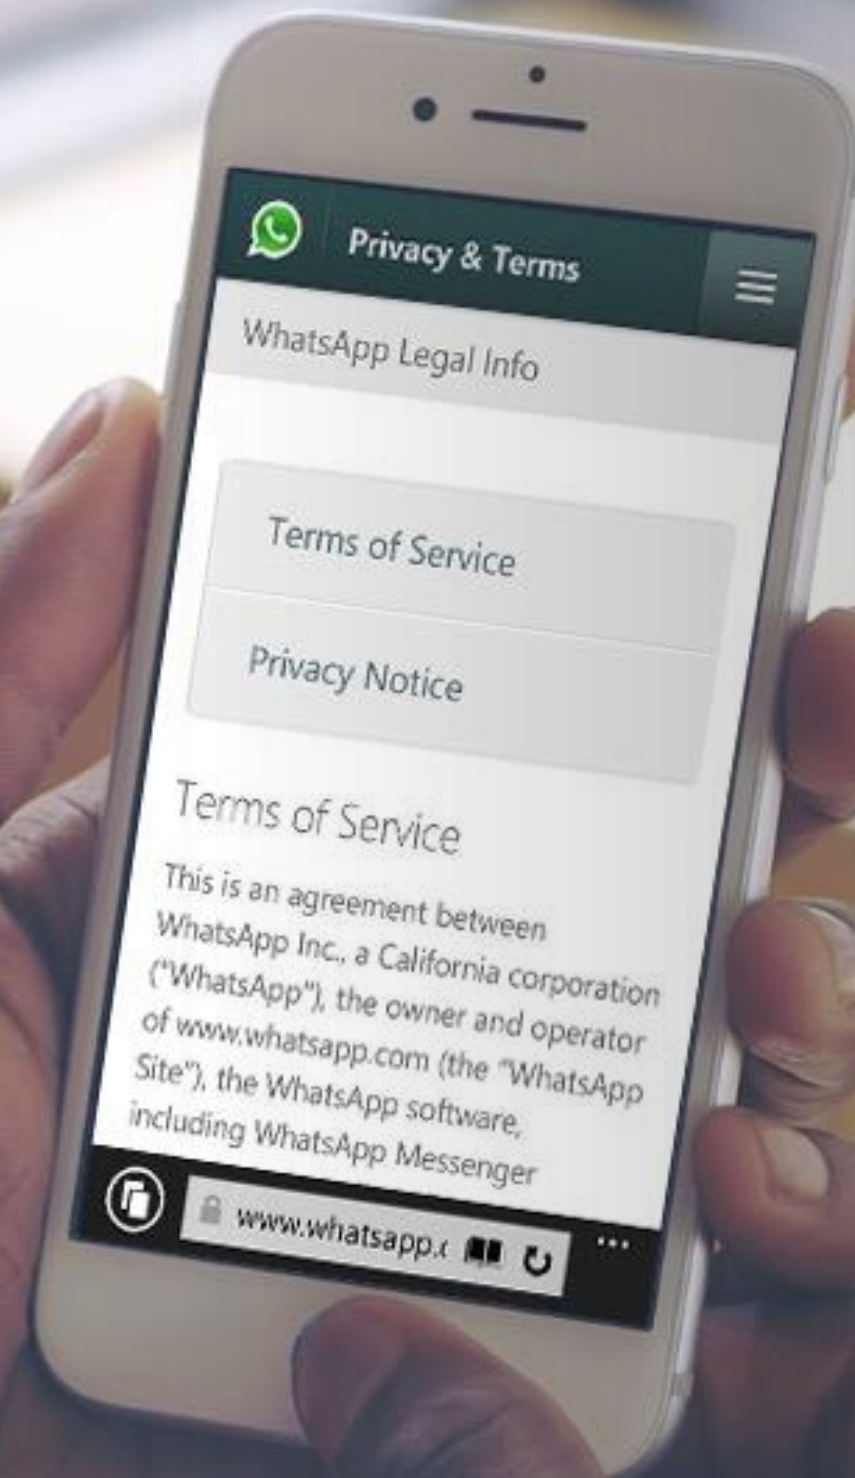 Privacy & Terms
WhatsApp Legal Info
Terms of Service
Privacy Notice
Terms of Service
This is an agreement between
WhatsApp Inc., a California corporation
("WhatsApp"), the owner and operator
of www.whatsapp.com (the "WhatsApp
Site"), the WhatsApp software,
including WhatsApp Messenger
www.whatsapp.c